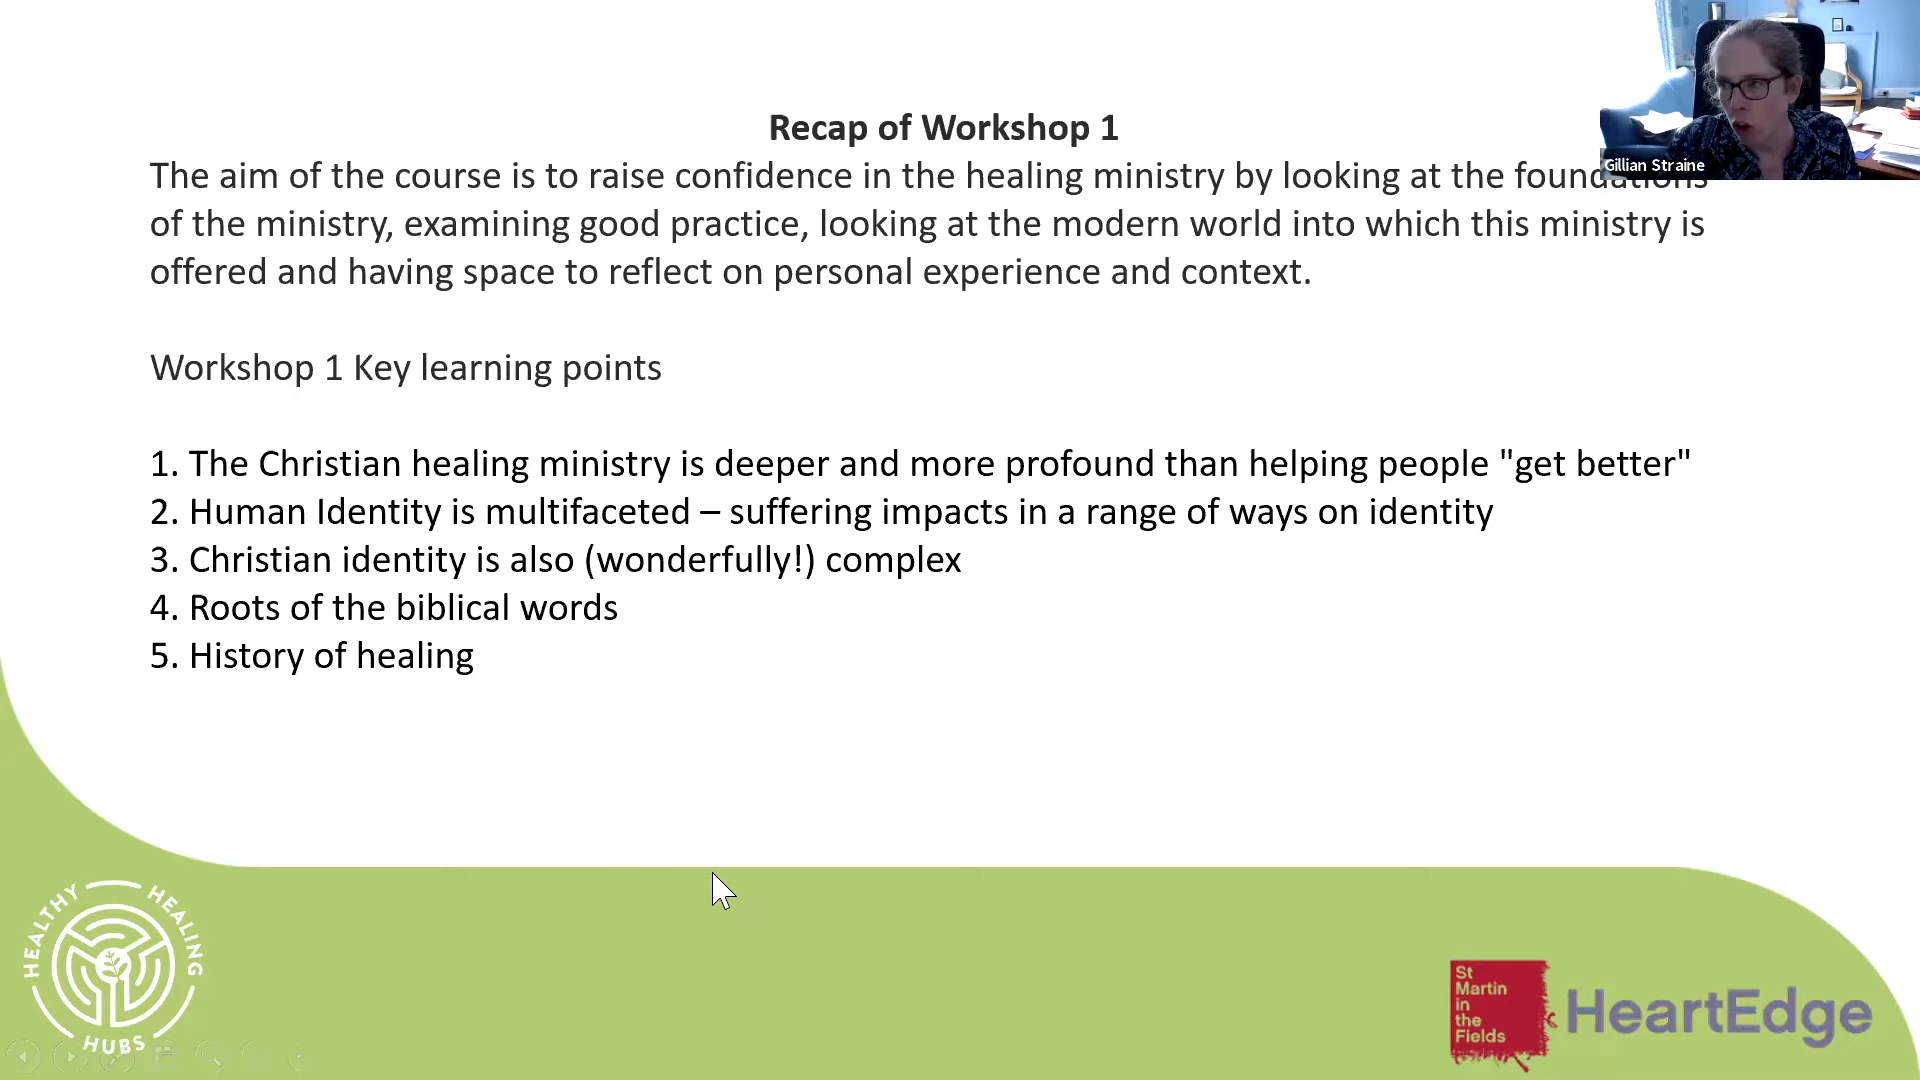 Recap of Workshop 1
The aim of the course is to raise confidence in the healing ministry by looking at the foundations
of the ministry, examining good practice, looking at the modern world into which this ministry is
offered and having space to reflect on personal experience and context.
Workshop 1 Key learning points
1. The Christian healing ministry is deeper and more profound than helping people "get better"
2. Human Identity is multifaceted – suffering impacts in a range of ways on identity
3. Christian identity is also (wonderfully!) complex
4. Roots of the biblical words
5. History of healing
Gillian Straine
HEALTHY HEALING
HUBS
St
Martin
in
the
Fields
HeartEdge